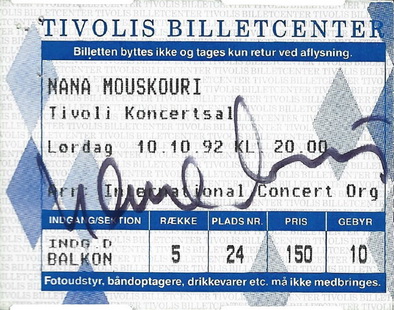 TIVOLIS BILLETCENTER
Billetten byttes ikke og tages kun retur ved aflysning.
NANA MOUSKOURI
Tivoli Koncertsal
Lørdag 10.10.92 KL. 20.00
Arr: International Concert Org
INDGANG/SEKTION RÆKKE PLADS NR. PRIS GEBYR
INDG.D
BALKON 5 24 150 10
Fotoudstyr, båndoptagere, drikkevarer etc. må ikke medbringes.